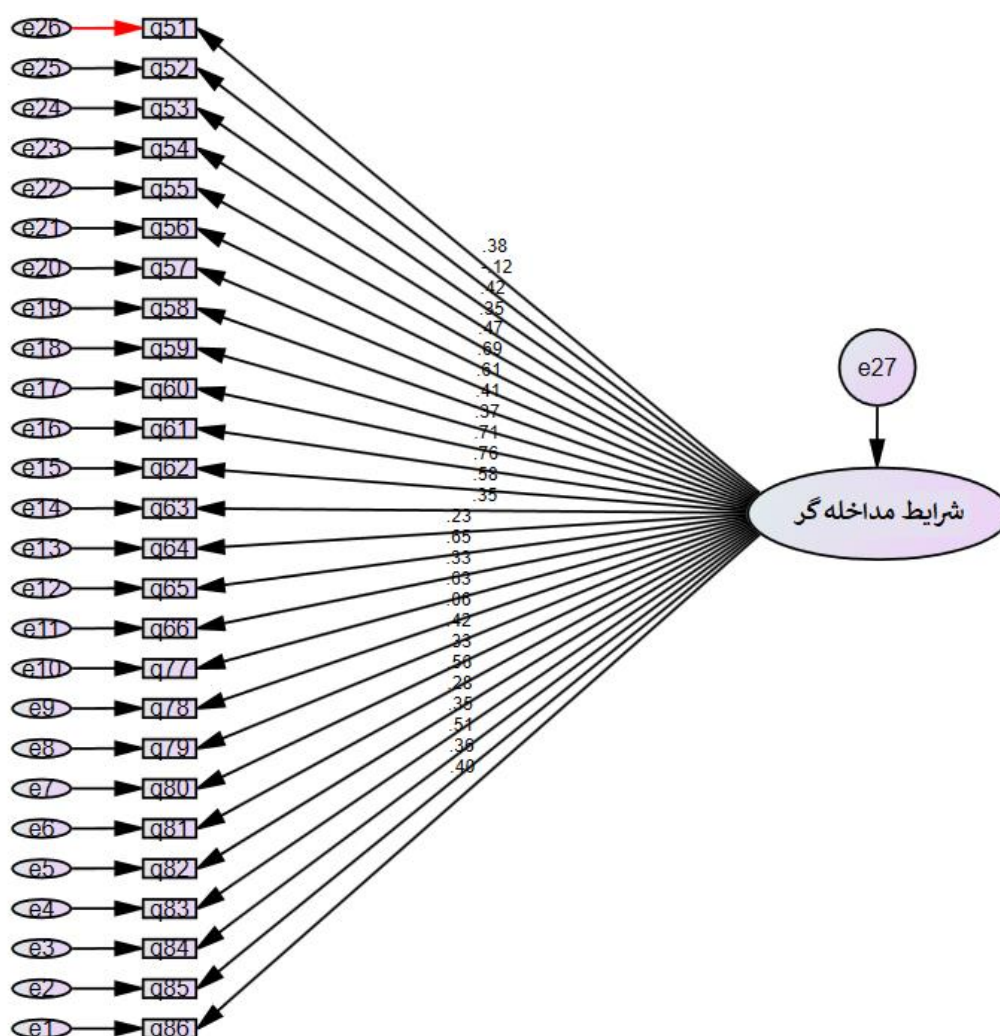 e26 q51
e25 q52
e24 q53
e23 q54
e22 q55
e21 q56
e20 q57
e19 q58
e18 q59
e17 q60
e16 q61
e15 q62
e14 q63
e13 q64
e12 q65
e11 q66
e10 q77
e9 q78
e8 q79
e7 q80
e6 q81
e5 q82
e4 q83
e3 q84
e2 q85
e1 q86
.38
-.12
.42
.35
.47
.69
.61
.41
.37
.71
.76
.58
.35
.23
.65
.33
.03
.06
.42
.33
.56
.28
.35
.51
.36
.40
e27
شرایط مداخله گر